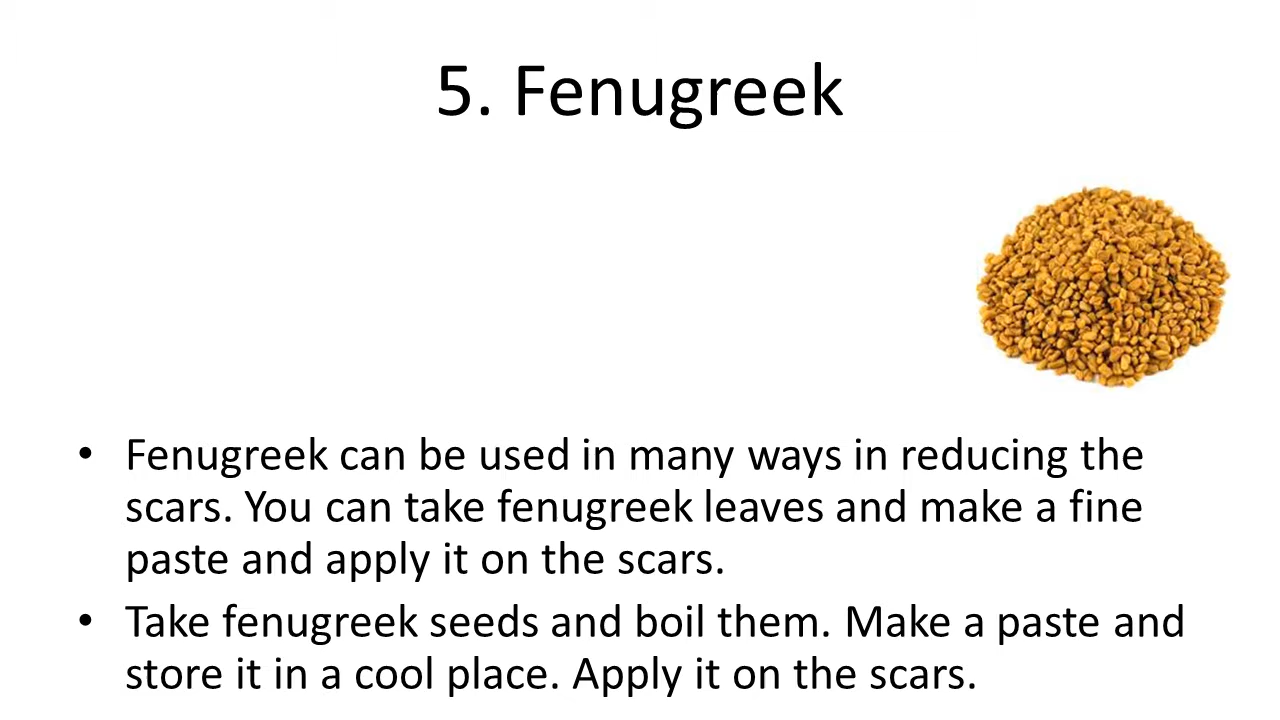 5. Fenugreek
• Fenugreek can be used in many ways in reducing the
scars. You can take fenugreek leaves and make a fine
paste and apply it on the scars.
• Take fenugreek seeds and boil them. Make a paste and
store it in a cool place. Apply it on the scars.